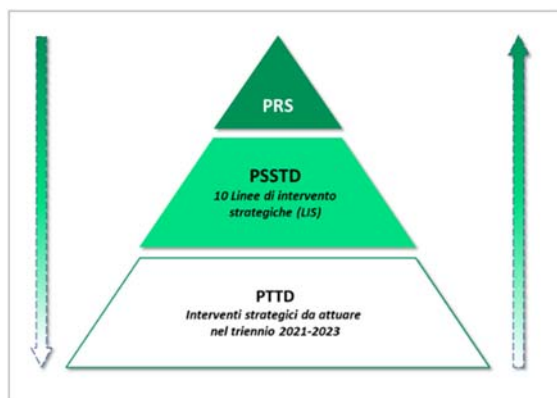 PRS
PSSTD
10 Linee di intervento
strategiche (LIS)
PTTD
Interventi strategici da attuare
nel triennio 2021-2023